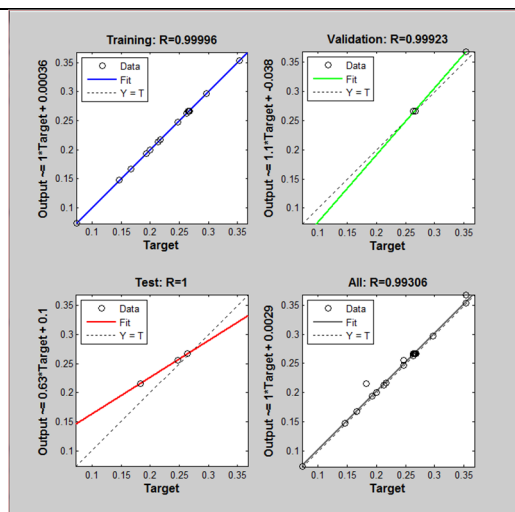 Training: R=0.99996
Output ~= 1*Target + 0.00036
0.35
0.3
0.25
0.2
0.15
0.1
Data
Fit
Y = T
0.1 0.15 0.2 0.25 0.3 0.35
Target
Validation: R=0.99923
Output ~= 1.1*Target + -0.038
0.35
0.3
0.25
0.2
0.15
0.1
Data
Fit
Y = T
0.1 0.15 0.2 0.25 0.3 0.35
Target
Test: R=1
Output ~= 0.63*Target + 0.1
0.35
0.3
0.25
0.2
0.15
0.1
Data
Fit
Y = T
0.1 0.15 0.2 0.25 0.3 0.35
Target
All: R=0.99306
Output ~= 1*Target + 0.0029
0.35
0.3
0.25
0.2
0.15
0.1
Data
Fit
Y = T
0.1 0.15 0.2 0.25 0.3 0.35
Target